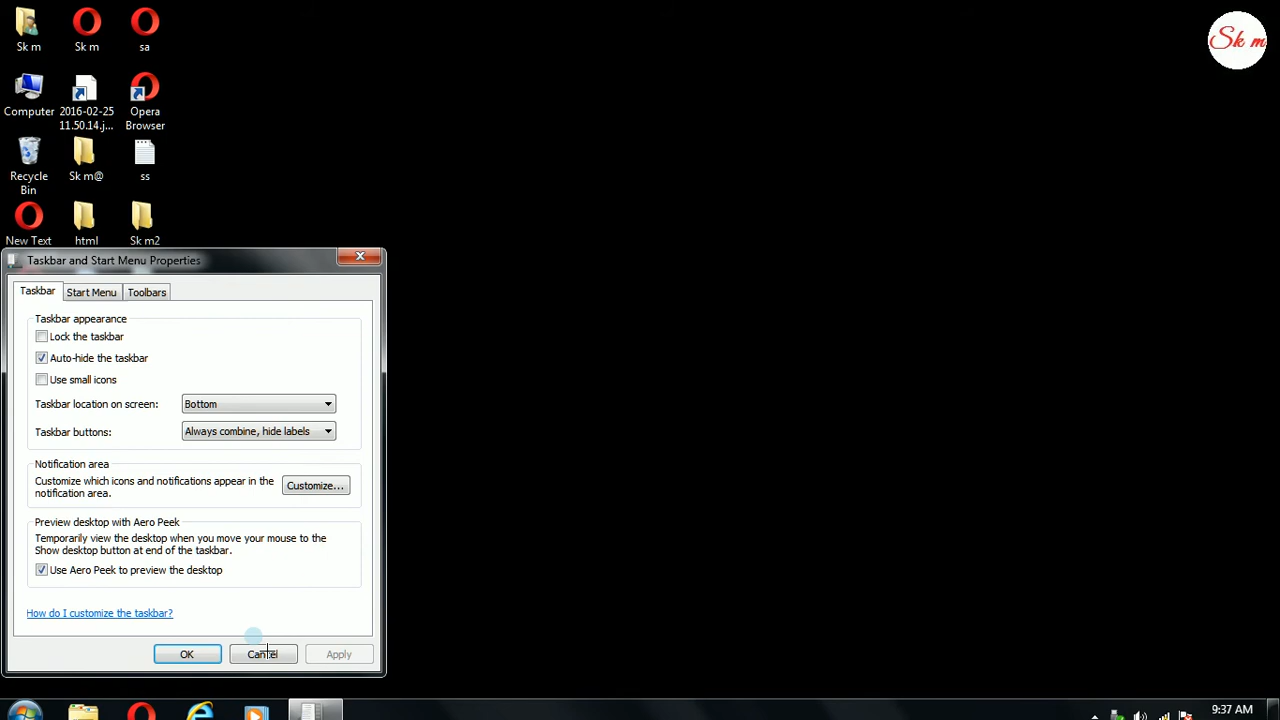 Sk m
Sk m
sa
Sk m
Computer
2016-02-25
11.50.14.j...
Opera
Browser
Recycle
Bin
Sk m@
ss
New Text
html
Sk m2
Taskbar and Start Menu Properties
Taskbar
Start Menu
Toolbars
Taskbar appearance
Lock the taskbar
Auto-hide the taskbar
Use small icons
Taskbar location on screen:
Bottom
Taskbar buttons:
Always combine, hide labels
Notification area
Customize which icons and notifications appear in the
notification area.
Customize...
Preview desktop with Aero Peek
Temporarily view the desktop when you move your mouse to the
Show desktop button at end of the taskbar.
Use Aero Peek to preview the desktop
How do I customize the taskbar?
OK
Cancel
Apply
9:37 AM